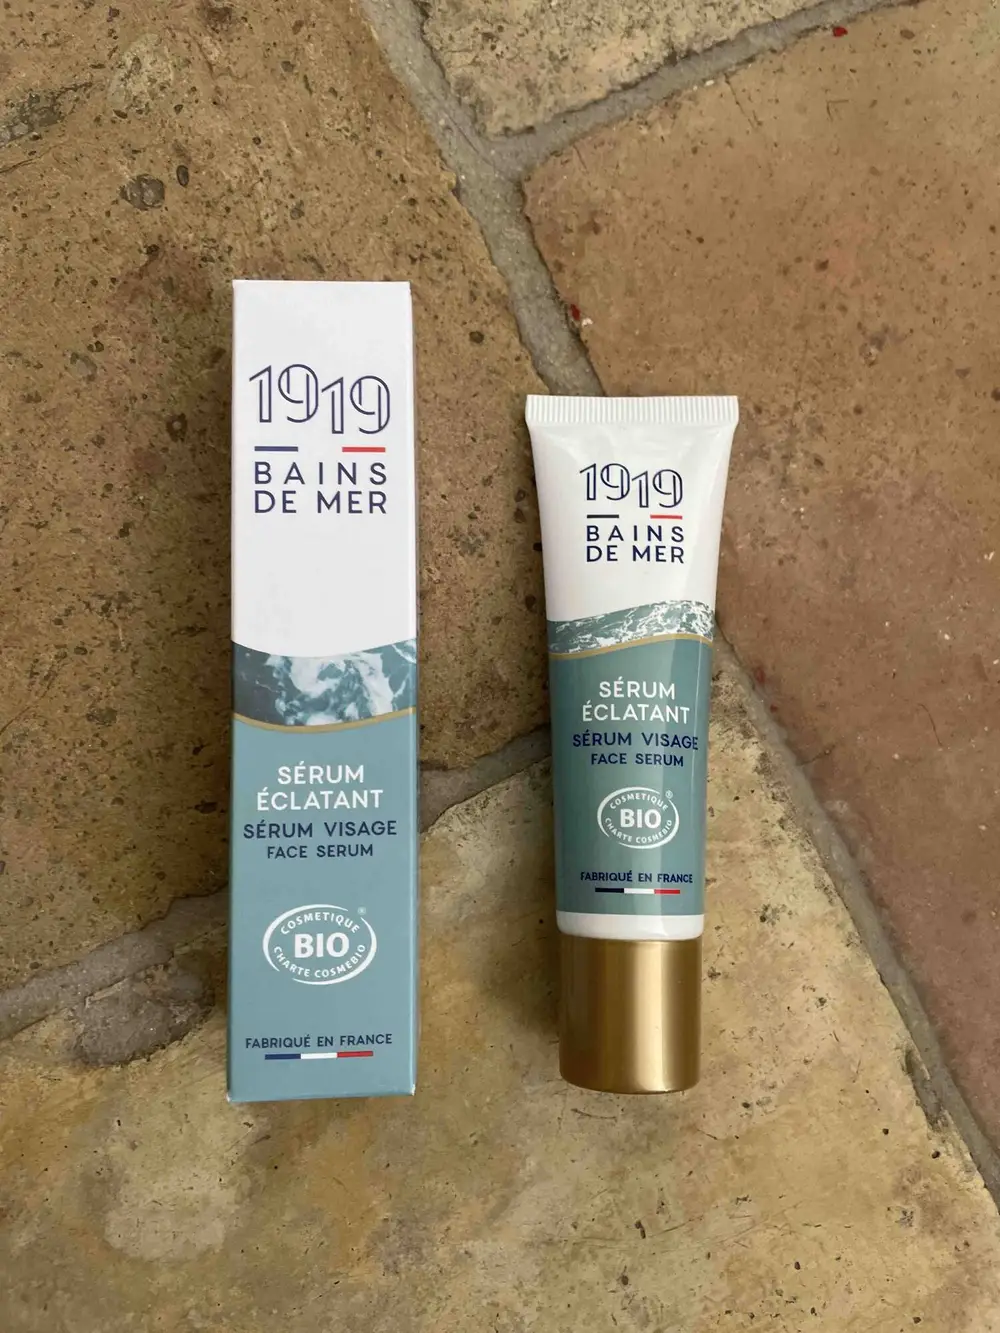 1919
BAINS
DE MER
SÉRUM
ÉCLATANT
SÉRUM VISAGE
FACE SERUM
COSMETIQUE
®
BIO
CHARTE COSMEBIO
FABRIQUÉ EN FRANCE
1919
BAINS
DE MER
SÉRUM
ÉCLATANT
SÉRUM VISAGE
FACE SERUM
COSMETIQUE
®
BIO
CHARTE COSMEBIO
FABRIQUÉ EN FRANCE